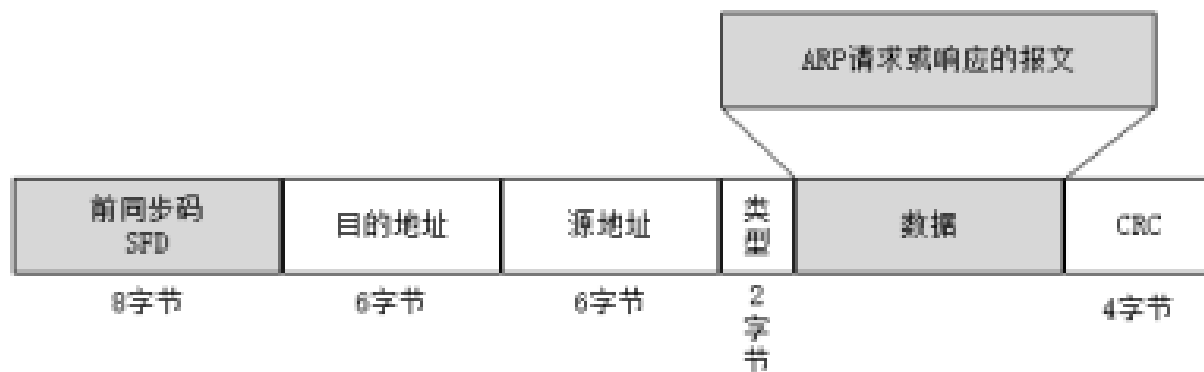 ARP请求或响应的报文
前同步码
SFD
目的地址
源地址
类
型
数据
CRC
8字节
6字节
6字节
2
字
节
4字节